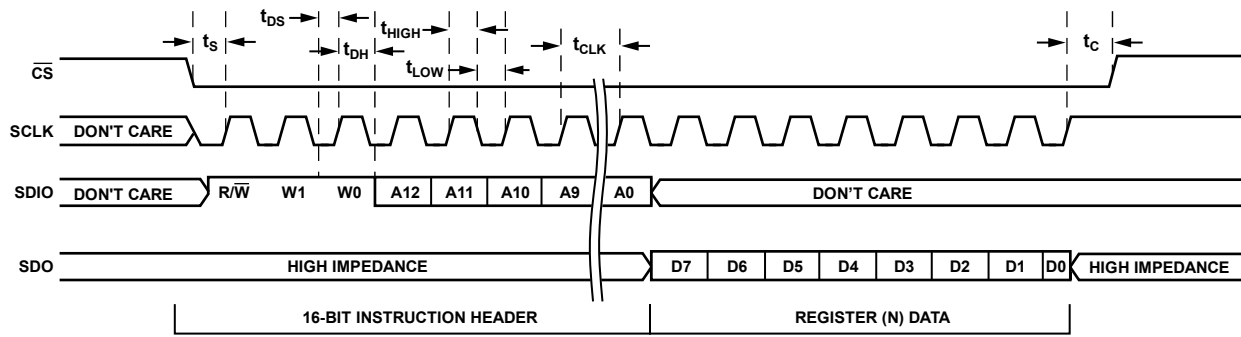 tDS
tHIGH
tS
tDH
tCLK
tC
tLOW
CS
SCLK DON'T CARE
SDIO DON'T CARE R/W W1 W0 A12 A11 A10 A9 A0 DON'T CARE
SDO HIGH IMPEDANCE D7 D6 D5 D4 D3 D2 D1 D0 HIGH IMPEDANCE
16-BIT INSTRUCTION HEADER REGISTER (N) DATA